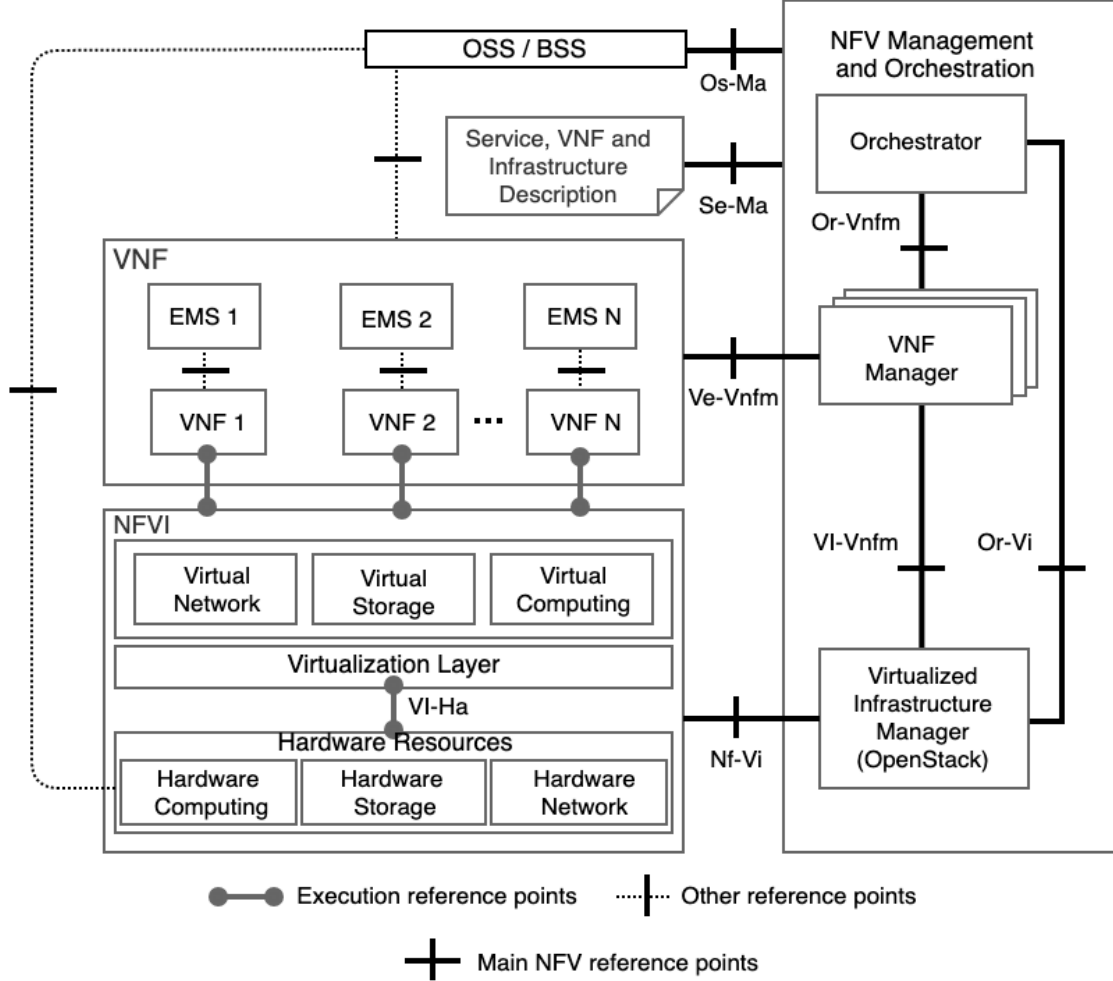 OSS / BSS
Os-Ma
NFV Management
and Orchestration
Service, VNF and
Infrastructure
Description
Se-Ma
Orchestrator
Or-Vnfm
VNF
EMS 1
EMS 2
EMS N
VNF 1
VNF 2
...
VNF N
Ve-Vnfm
VNF
Manager
NFVI
Virtual
Network
Virtual
Storage
Virtual
Computing
VI-Vnfm
Or-Vi
Virtualization Layer
VI-Ha
Hardware Resources
Hardware
Computing
Hardware
Storage
Hardware
Network
Nf-Vi
Virtualized
Infrastructure
Manager
(OpenStack)
Execution reference points
Other reference points
Main NFV reference points